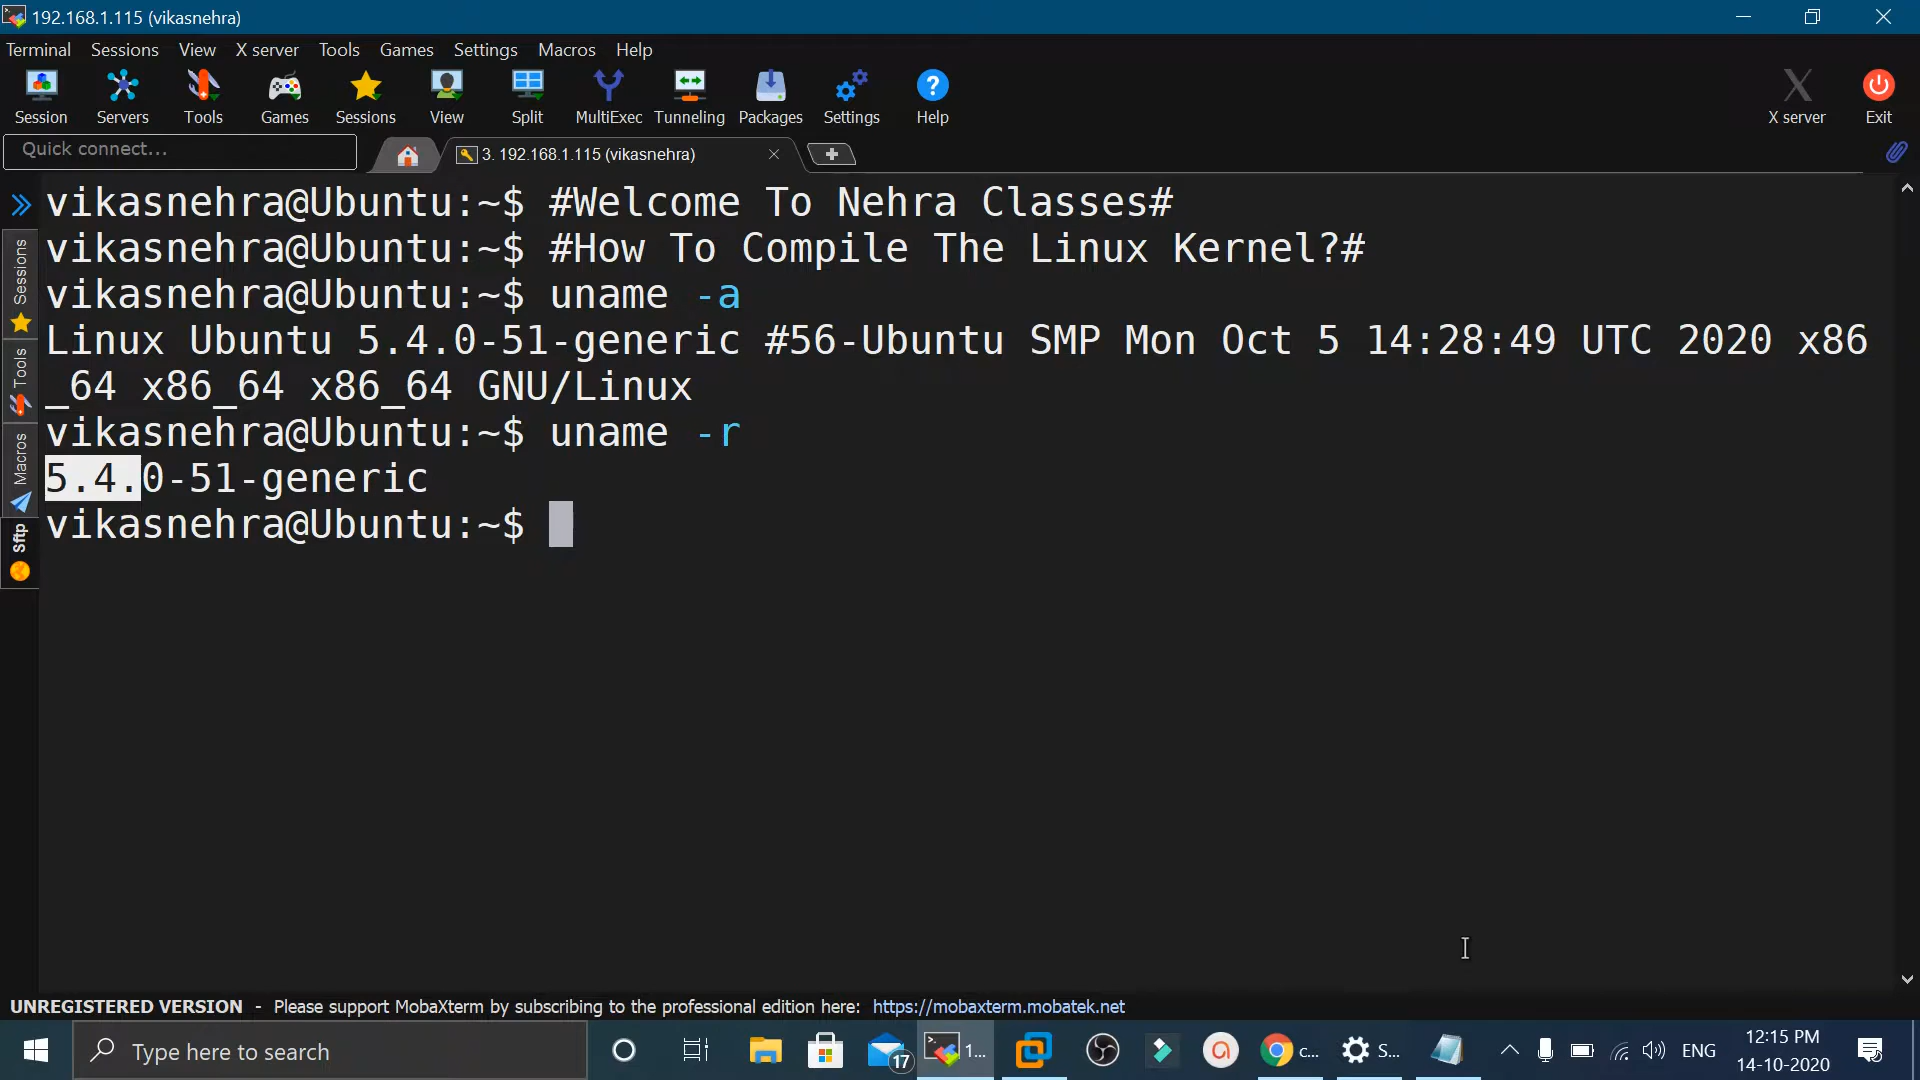 192.168.1.115 (vikasnehra)
Terminal Sessions View X server Tools Games Settings Macros Help
Session Servers Tools Games Sessions View Split MultiExec Tunneling Packages Settings Help X server Exit
Quick connect... 3. 192.168.1.115 (vikasnehra)
vikasnehra@Ubuntu:~$ #Welcome To Nehra Classes#
vikasnehra@Ubuntu:~$ #How To Compile The Linux Kernel?#
vikasnehra@Ubuntu:~$ uname -a
Linux Ubuntu 5.4.0-51-generic #56-Ubuntu SMP Mon Oct 5 14:28:49 UTC 2020 x86
_64 x86_64 x86_64 GNU/Linux
vikasnehra@Ubuntu:~$ uname -r
5.4.0-51-generic
vikasnehra@Ubuntu:~$
Sessions
Tools
Macros
Sftp
UNREGISTERED VERSION - Please support MobaXterm by subscribing to the professional edition here: https://mobaxterm.mobatek.net
Type here to search 17 1... c... S... ENG 12:15 PM
14-10-2020